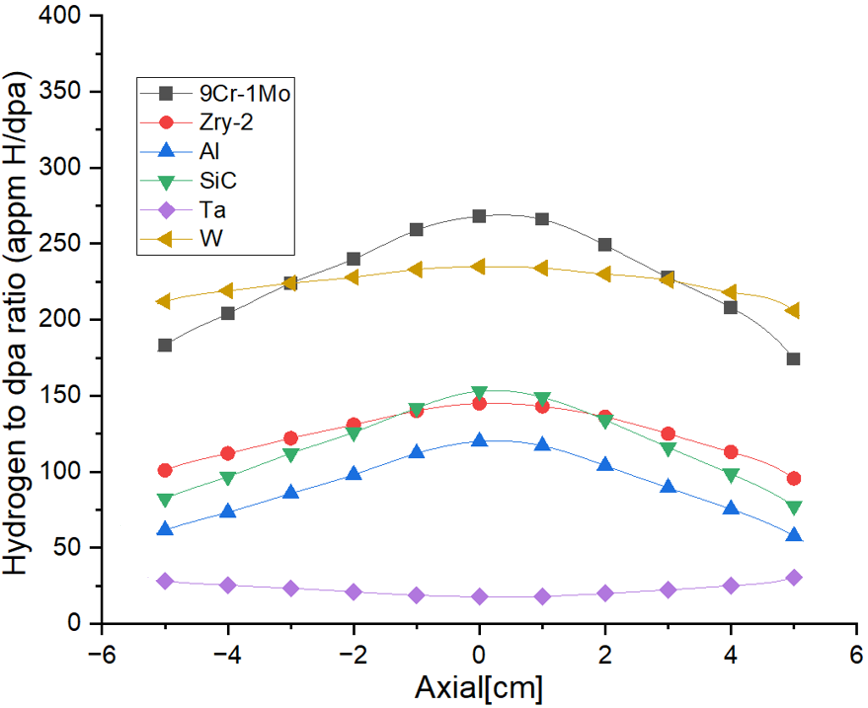 Hydrogen to dpa ratio (appm H/dpa)
400
350
300
250
200
150
100
50
0
9Cr-1Mo
Zry-2
Al
SiC
Ta
W
−6 −4 −2 0 2 4 6
Axial[cm]